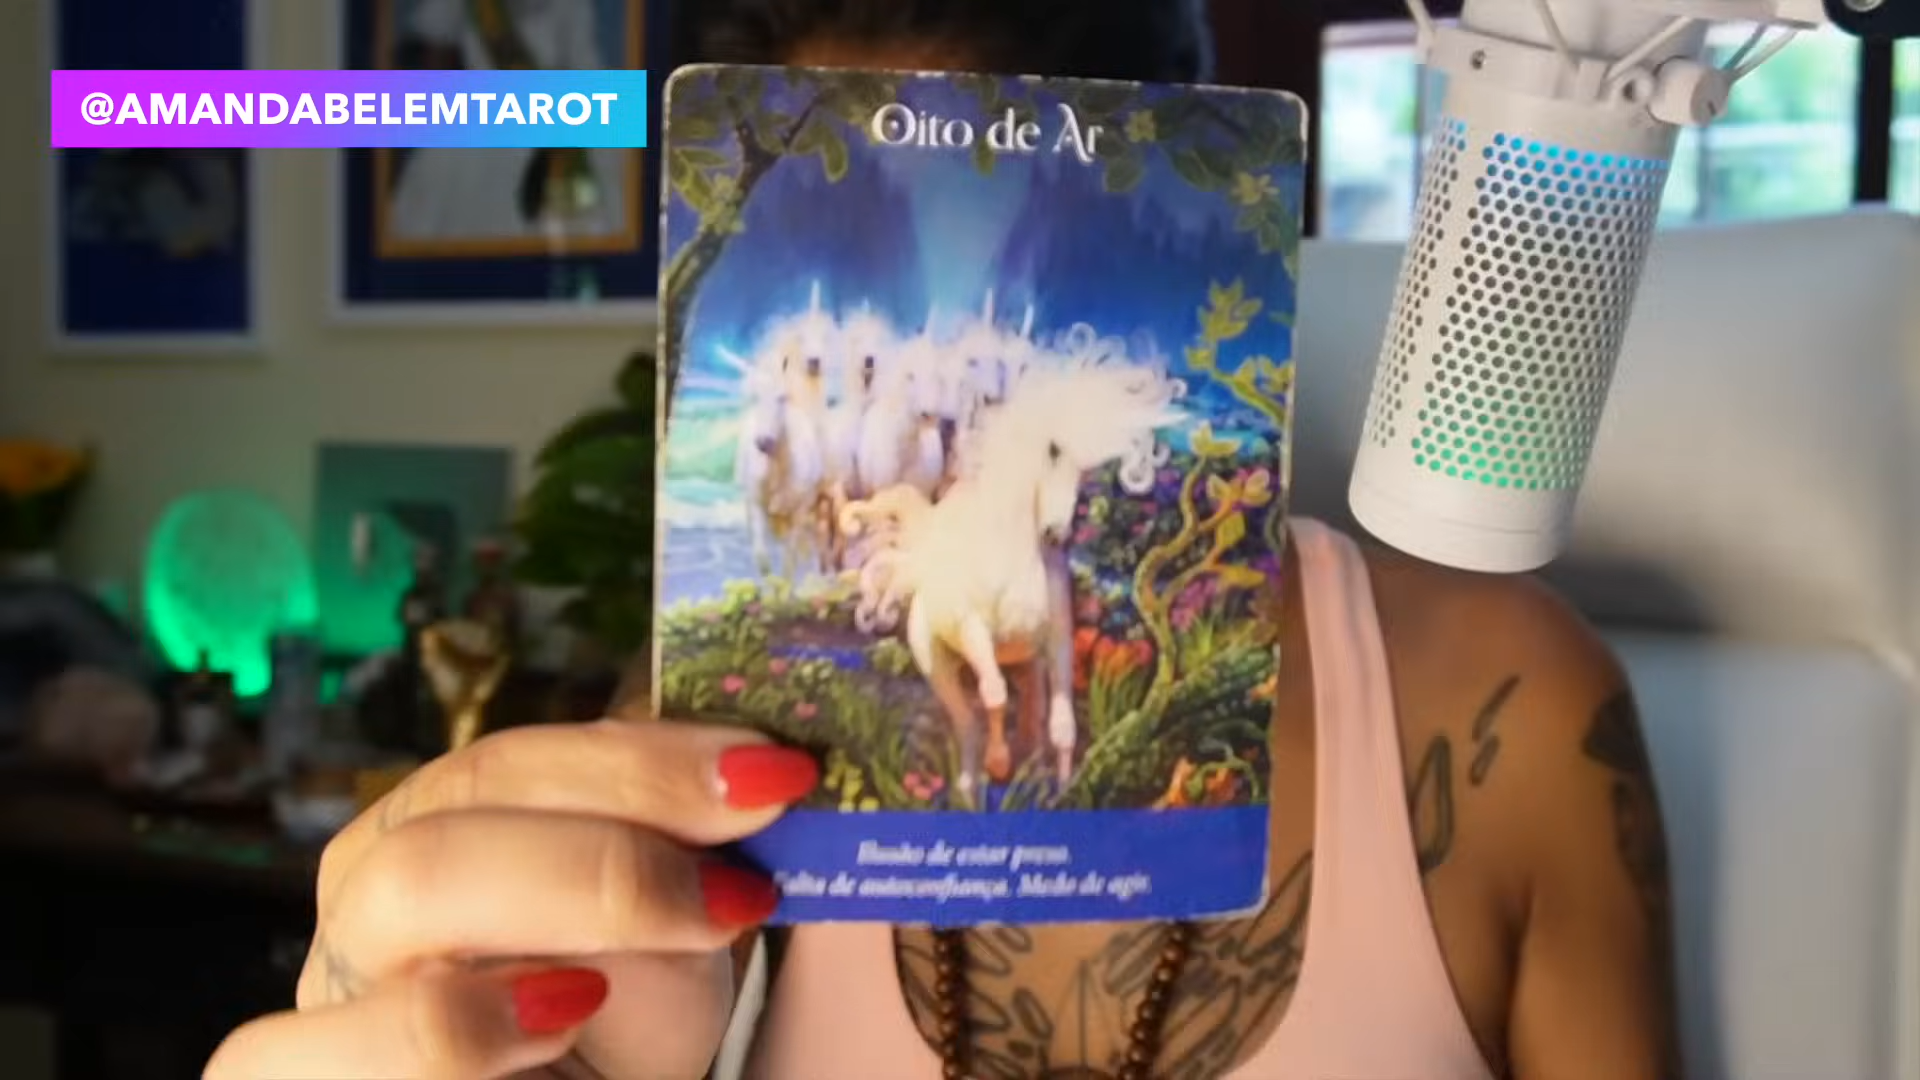 @AMANDABELEMTAROT
Oito de Ar
Ilusão de estar preso.
Falta de autoconfiança. Medo de agir.